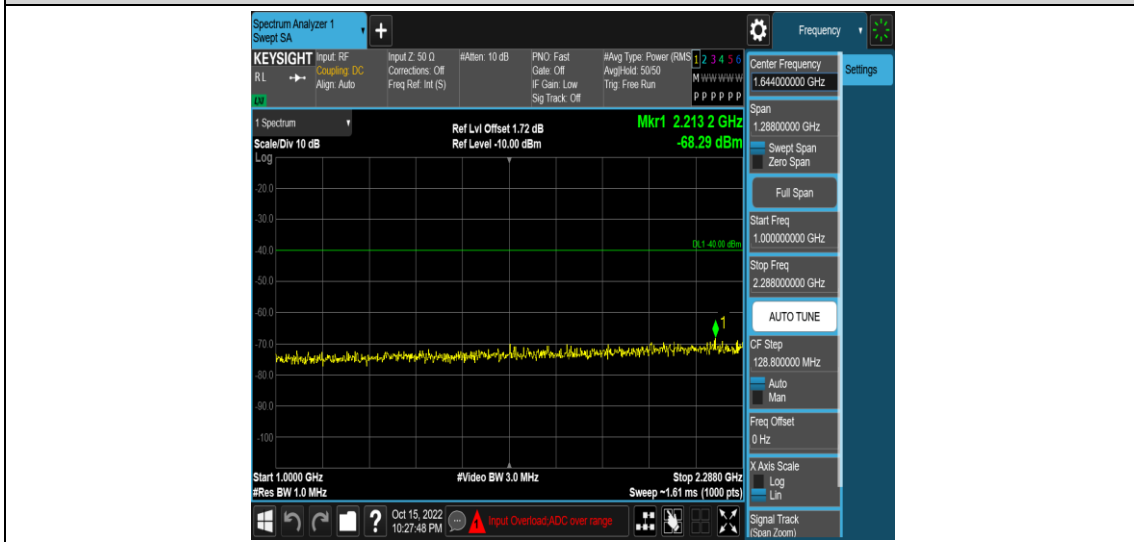 Spectrum Analyzer 1
Swept SA
+
Frequency
KEYSIGHT
RL
LXI
Input: RF
Coupling: DC
Align: Auto
Input Z: 50 Ω
Corrections: Off
Freq Ref: Int (S)
#Atten: 10 dB
PNO: Fast
Gate: Off
IF Gain: Low
Sig Track: Off
#Avg Type: Power (RMS
Avg|Hold: 50/50
Trig: Free Run
1 2 3 4 5 6
M W W W W W
P P P P P P
1 Spectrum
Scale/Div 10 dB
Log
Ref Lvl Offset 1.72 dB
Ref Level -10.00 dBm
Mkr1 2.213 2 GHz
-68.29 dBm
-20.0
-30.0
DL1 -40.00 dBm
-40.0
-50.0
-60.0
1
-70.0
-80.0
-90.0
-100
Start 1.0000 GHz
#Res BW 1.0 MHz
#Video BW 3.0 MHz
Stop 2.2880 GHz
Sweep ~1.61 ms (1000 pts)
Center Frequency
1.644000000 GHz
Settings
Span
1.28800000 GHz
Swept Span
Zero Span
Full Span
Start Freq
1.000000000 GHz
Stop Freq
2.288000000 GHz
AUTO TUNE
CF Step
128.800000 MHz
Auto
Man
Freq Offset
0 Hz
X Axis Scale
Log
Lin
Signal Track
(Span Zoom)
?
Oct 15, 2022
10:27:48 PM
Input Overload;ADC over range